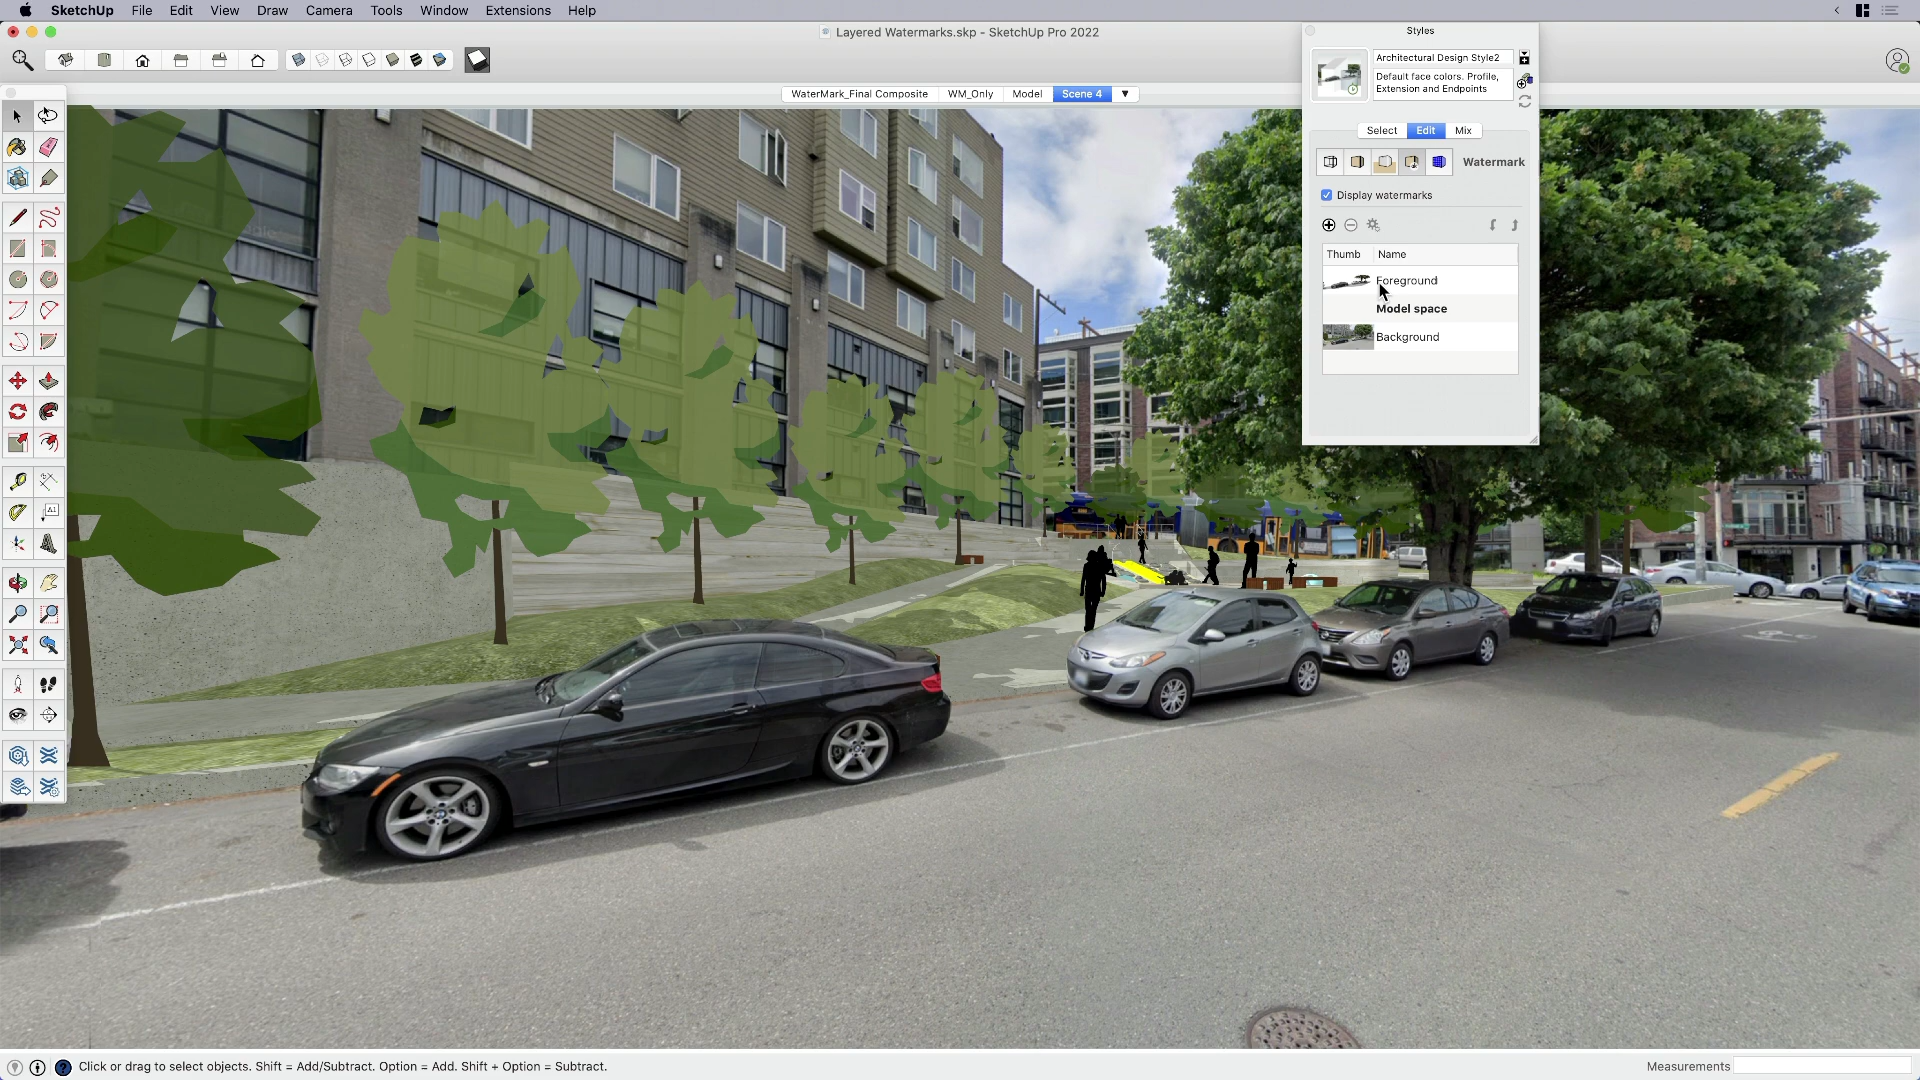 SketchUp File Edit View Draw Camera Tools Window Extensions Help
Layered Watermarks.skp - SketchUp Pro 2022
WaterMark_Final Composite WM_Only Model Scene 4 ▼
Styles
Architectural Design Style2
Default face colors. Profile,
Extension and Endpoints
Select Edit Mix
Watermark
Display watermarks
Thumb Name
Foreground
Model space
Background
A1
Click or drag to select objects. Shift = Add/Subtract. Option = Add. Shift + Option = Subtract.
Measurements